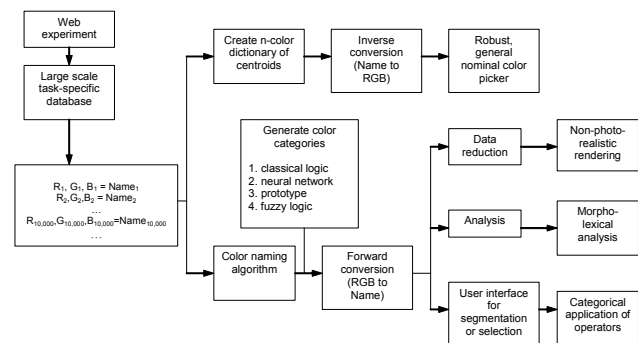 Web
experiment
Large scale
task-specific
database
R1, G1, B1 = Name1
R2,G2,B2 = Name2
...
R10,000,G10,000,B10,000=Name10,000
...
Create n-color
dictionary of
centroids
Inverse
conversion
(Name to
RGB)
Robust,
general
nominal color
picker
Generate color
categories
1. classical logic
2. neural network
3. prototype
4. fuzzy logic
Color naming
algorithm
Forward
conversion
(RGB to
Name)
Data
reduction
Non-photo-
realistic
rendering
Analysis
Morpho-
lexical
analysis
User interface
for
segmentation
or selection
Categorical
application of
operators